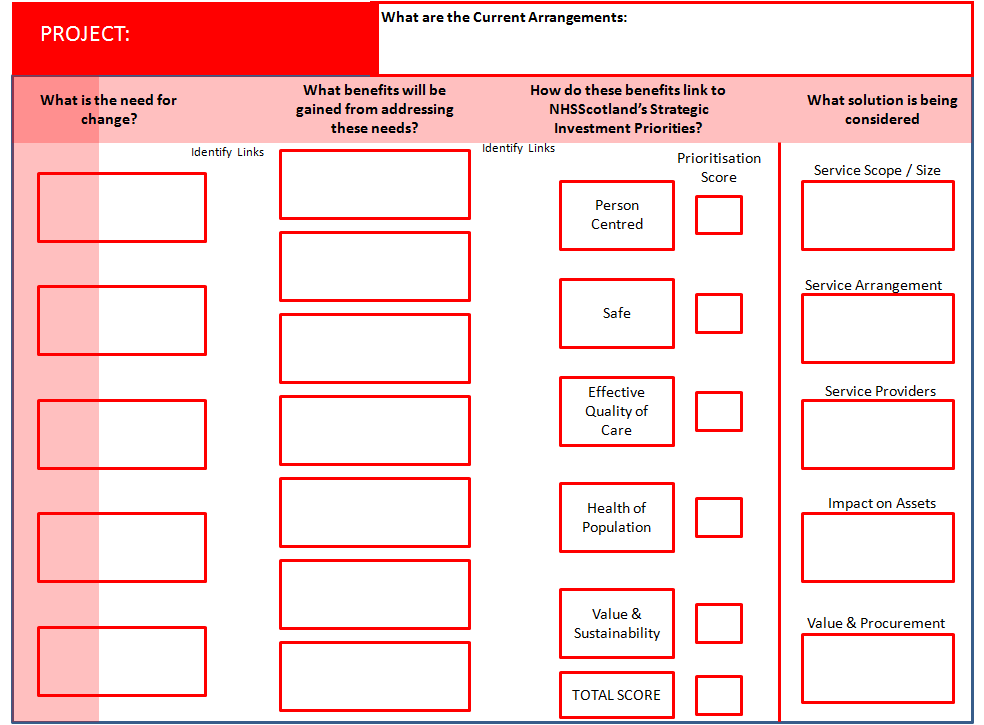 PROJECT:
What are the Current Arrangements:
What is the need for
change?
What benefits will be
gained from addressing
these needs?
How do these benefits link to
NHSScotland's Strategic
Investment Priorities?
What solution is being
considered
Identify Links
Identify Links
Prioritisation
Score
Person
Centred
Safe
Effective
Quality of
Care
Health of
Population
Value &
Sustainability
TOTAL SCORE
Service Scope / Size
Service Arrangement
Service Providers
Impact on Assets
Value & Procurement